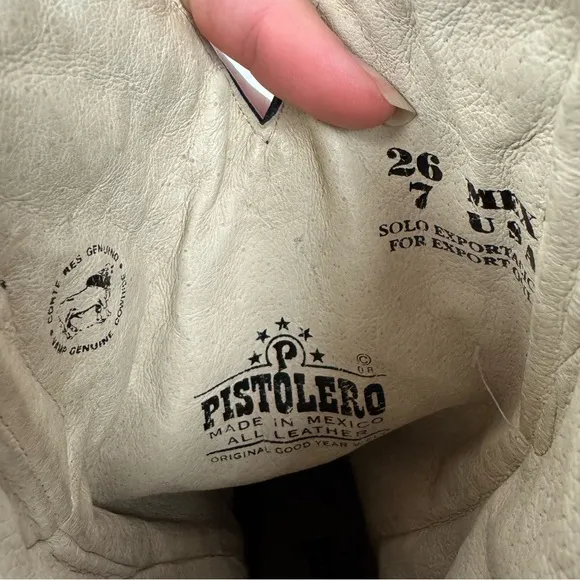 26 MEX
7 USA
SOLO EXPORTACION
FOR EXPORT ONLY
CORTE RES GENUINO
VAMP GENUINE COWHIDE
P
© D.R.
PISTOLERO
MADE IN MEXICO
ALL LEATHER
ORIGINAL GOOD YEAR